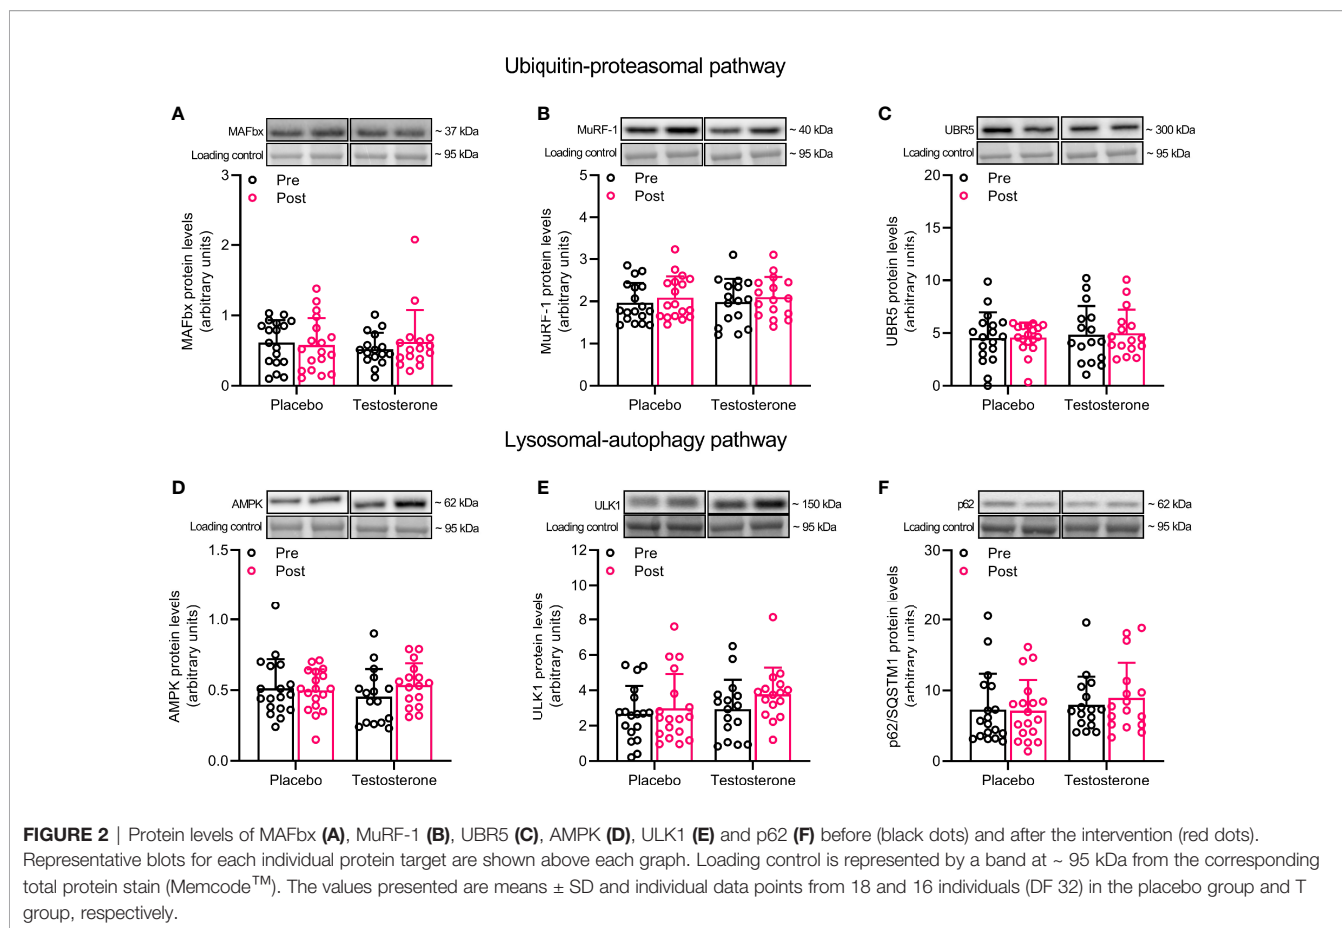 Ubiquitin-proteasomal pathway
A
MAFbx
~ 37 kDa
Loading control
~ 95 kDa
3
2
1
0
MAFbx protein levels
(arbitrary units)
Pre
Post
Placebo
Testosterone
B
MuRF-1
~ 40 kDa
Loading control
~ 95 kDa
5
4
3
2
1
0
MuRF-1 protein levels
(arbitrary units)
Pre
Post
Placebo
Testosterone
C
UBR5
~ 300 kDa
Loading control
~ 95 kDa
20
15
10
5
0
UBR5 protein levels
(arbitrary units)
Pre
Post
Placebo
Testosterone
Lysosomal-autophagy pathway
D
AMPK
~ 62 kDa
Loading control
~ 95 kDa
1.5
1.0
0.5
0.0
AMPK protein levels
(arbitrary units)
Pre
Post
Placebo
Testosterone
E
ULK1
~ 150 kDa
Loading control
~ 95 kDa
12
10
8
6
4
2
0
ULK1 protein levels
(arbitrary units)
Pre
Post
Placebo
Testosterone
F
p62
~ 62 kDa
Loading control
~ 95 kDa
30
20
10
0
p62/SQSTM1 protein levels
(arbitrary units)
Pre
Post
Placebo
Testosterone
FIGURE 2 | Protein levels of MAFbx (A), MuRF-1 (B), UBR5 (C), AMPK (D), ULK1 (E) and p62 (F) before (black dots) and after the intervention (red dots).
Representative blots for each individual protein target are shown above each graph. Loading control is represented by a band at ~ 95 kDa from the corresponding
total protein stain (Memcode™). The values presented are means ± SD and individual data points from 18 and 16 individuals (DF 32) in the placebo group and T
group, respectively.